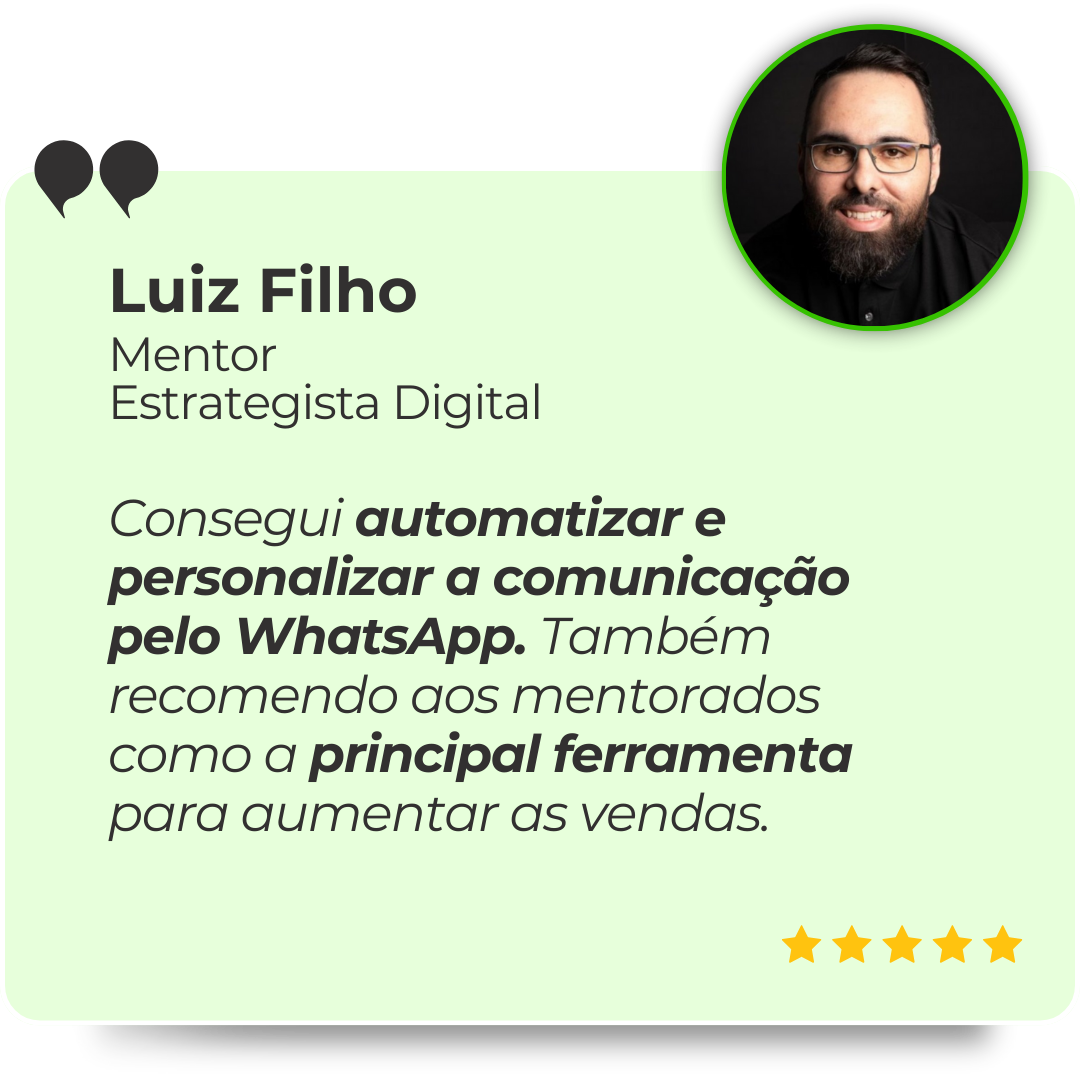 Luiz Filho
Mentor
Estrategista Digital
Consegui automatizar e
personalizar a comunicação
pelo WhatsApp. Também
recomendo aos mentorados
como a principal ferramenta
para aumentar as vendas.